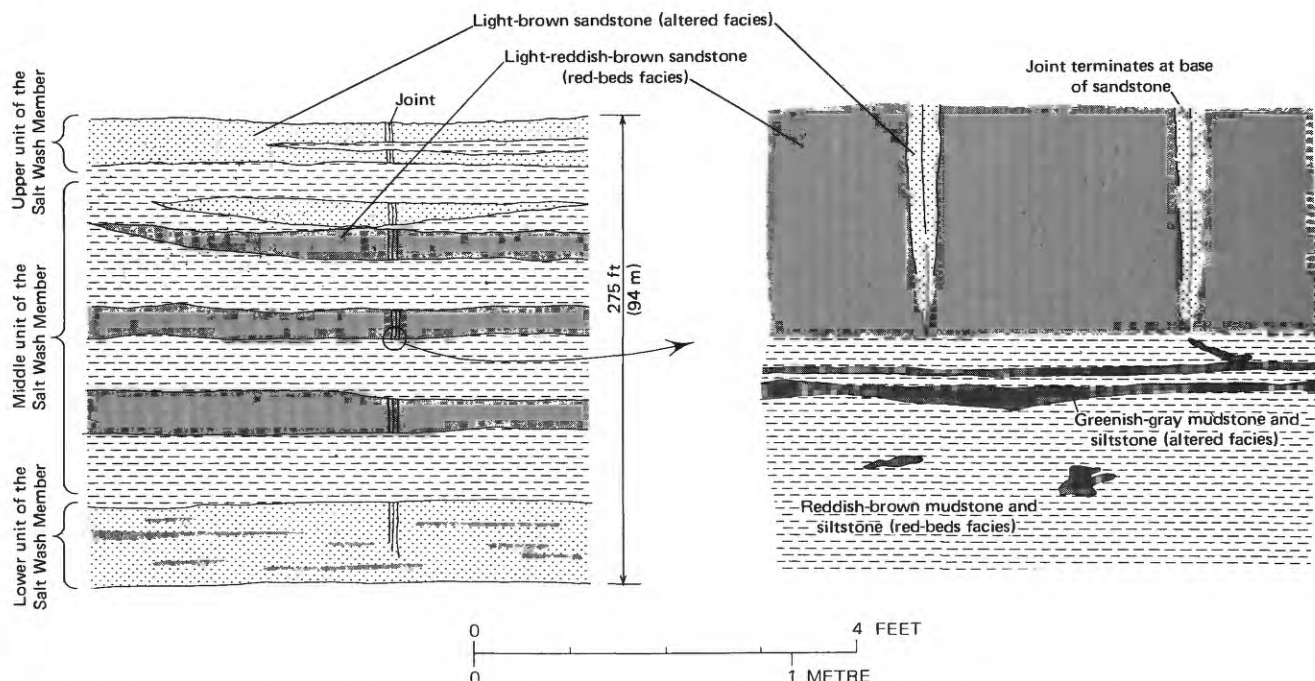 Light-brown sandstone (altered facies)
Light-reddish-brown sandstone
(red-beds facies)
Joint
Joint terminates at base
of sandstone
Upper unit of the
Salt Wash Member
Middle unit of the
Salt Wash Member
Lower unit of the
Salt Wash Member
275 ft
(94 m)
Greenish-gray mudstone and
siltstone (altered facies)
Reddish-brown mudstone and
siltstone (red-beds facies)
0 4 FEET
0 1 METRE